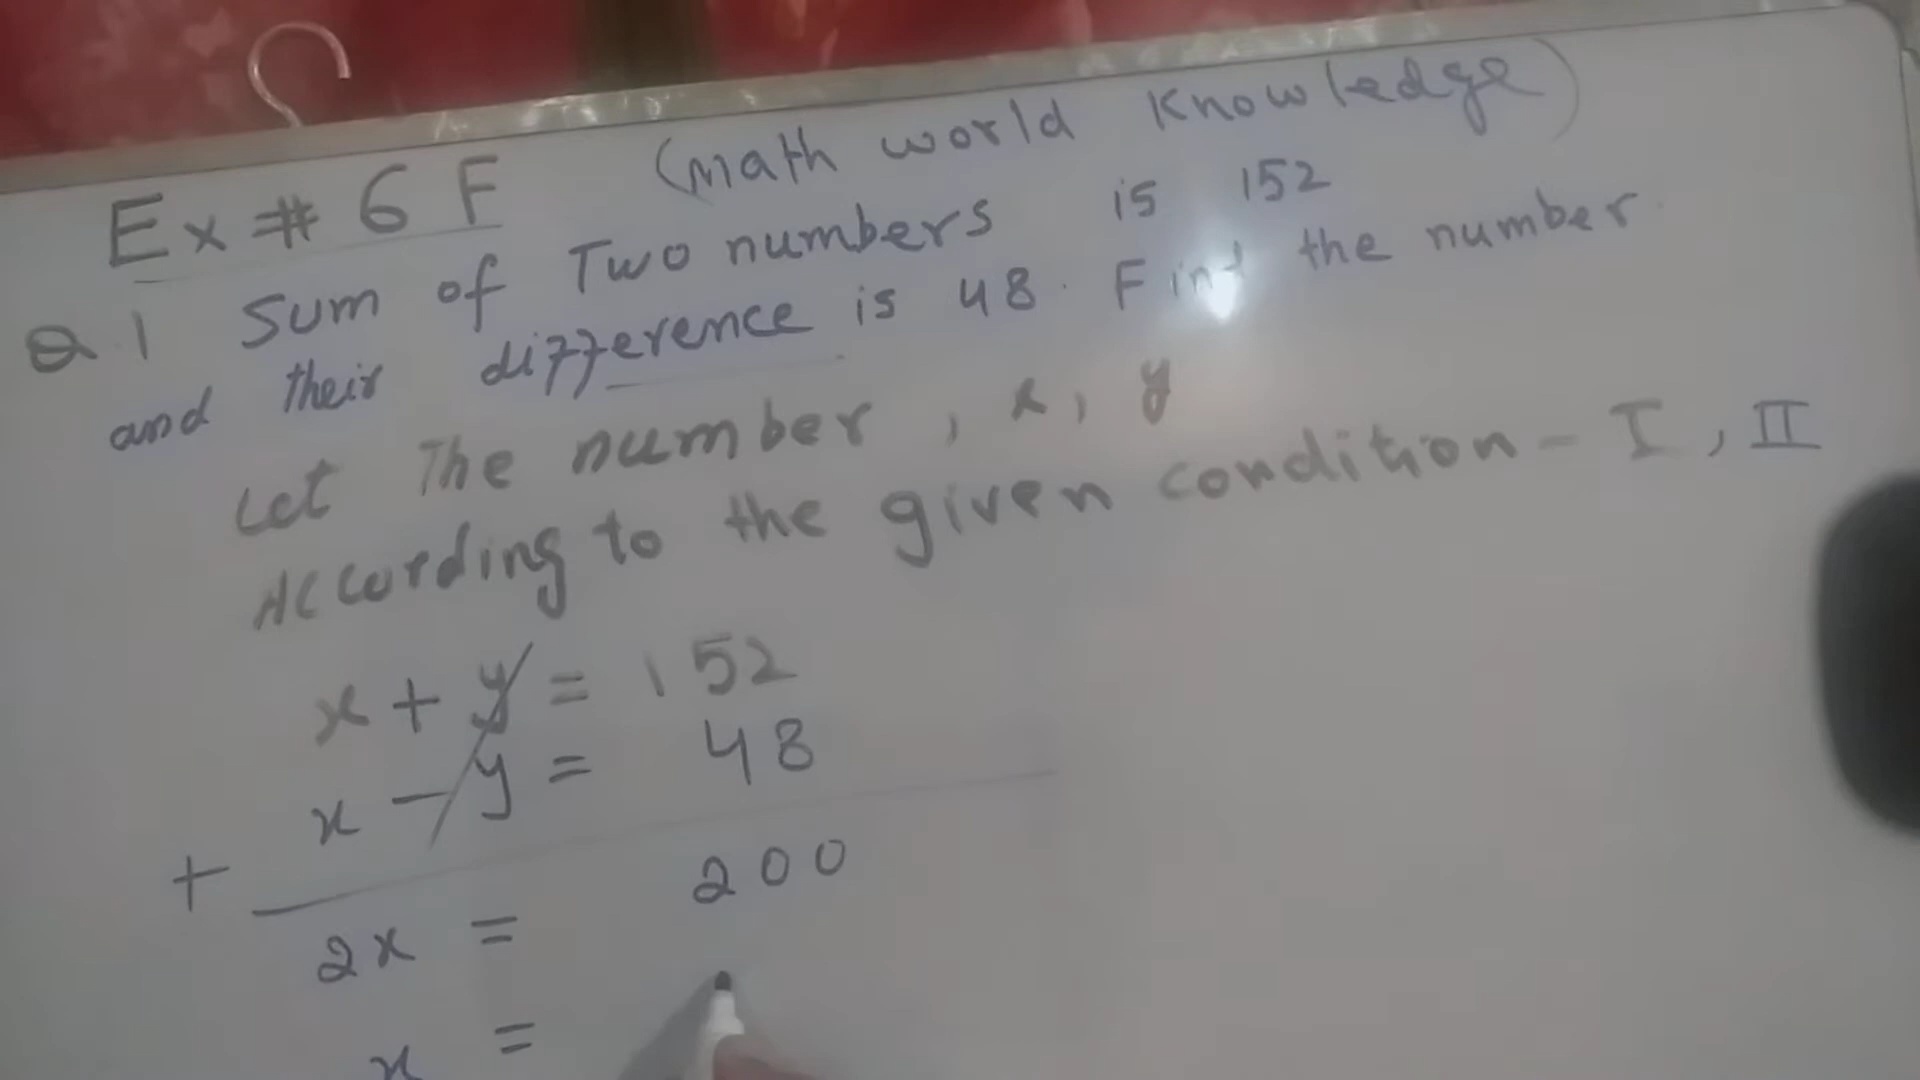 Ex # 6 F (Math world Knowledge)
Q.1 Sum of Two numbers is 152
and their difference is 48. Find the number.
Let The number, x, y
According to the given condition - I, II
x + y = 152
x - y = 48
+
2x = 200
x =